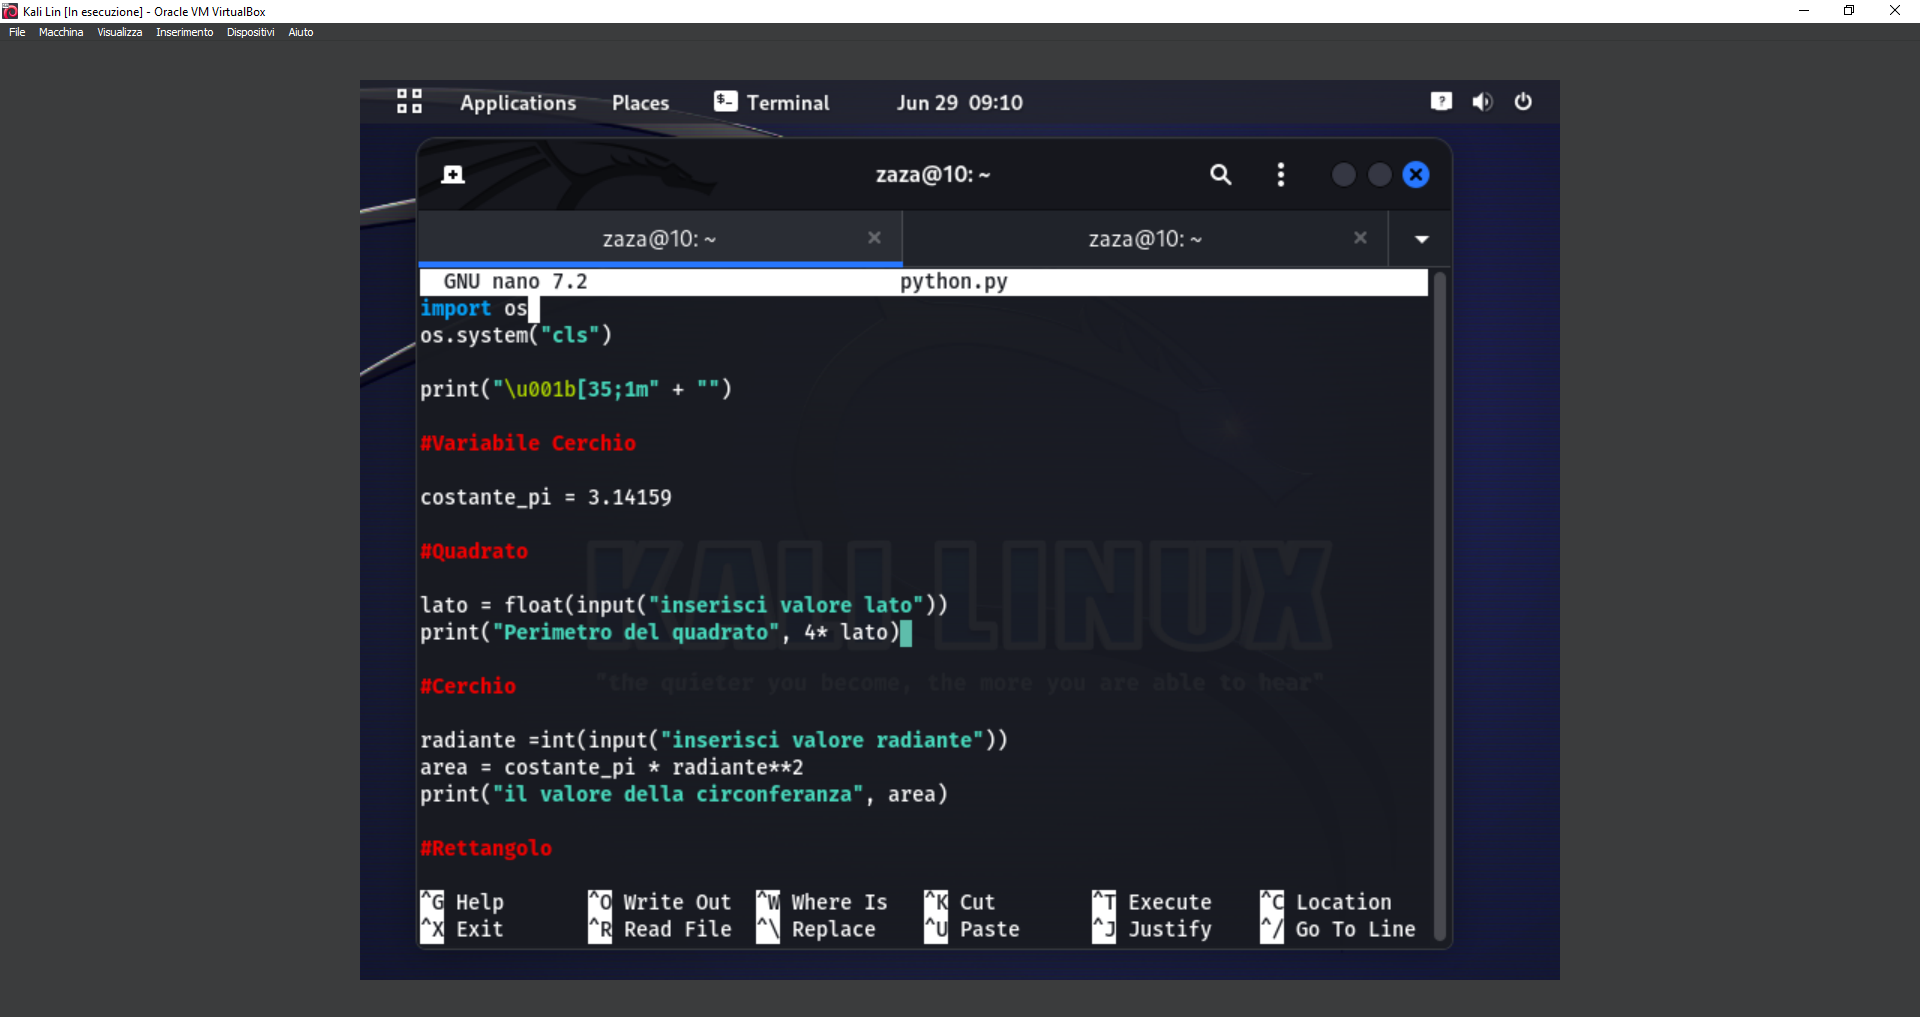 Kali Lin [In esecuzione] - Oracle VM VirtualBox
File Macchina Visualizza Inserimento Dispositivi Aiuto
Applications Places $_ Terminal Jun 29 09:10 ?
zaza@10: ~
zaza@10: ~ zaza@10: ~
GNU nano 7.2 python.py
import os
os.system("cls")
print("\u001b[35;1m" + "")
#Variabile Cerchio
costante_pi = 3.14159
#Quadrato
lato = float(input("inserisci valore lato"))
print("Perimetro del quadrato", 4* lato)
#Cerchio
radiante =int(input("inserisci valore radiante"))
area = costante_pi * radiante**2
print("il valore della circonferanza", area)
#Rettangolo
KALI LINUX
"the quieter you become, the more you are able to hear"
^G Help ^O Write Out ^W Where Is ^K Cut ^T Execute ^C Location
^X Exit ^R Read File ^\ Replace ^U Paste ^J Justify ^/ Go To Line